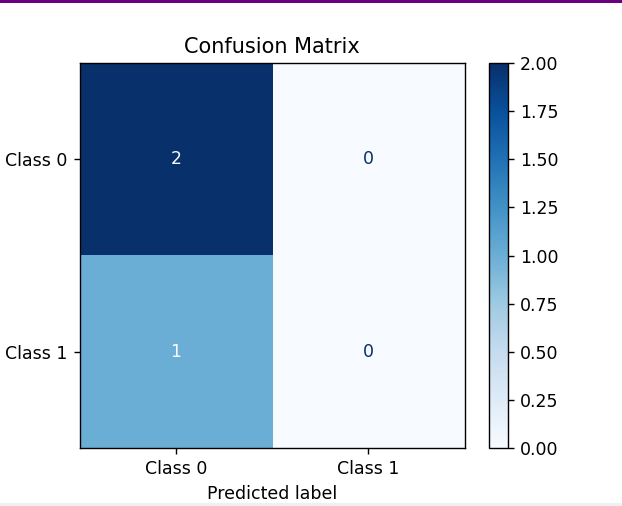 Confusion Matrix
2.00
1.75
Class 0 2 0 1.50
1.25
1.00
0.75
Class 1 1 0 0.50
0.25
0.00
Class 0 Class 1
Predicted label